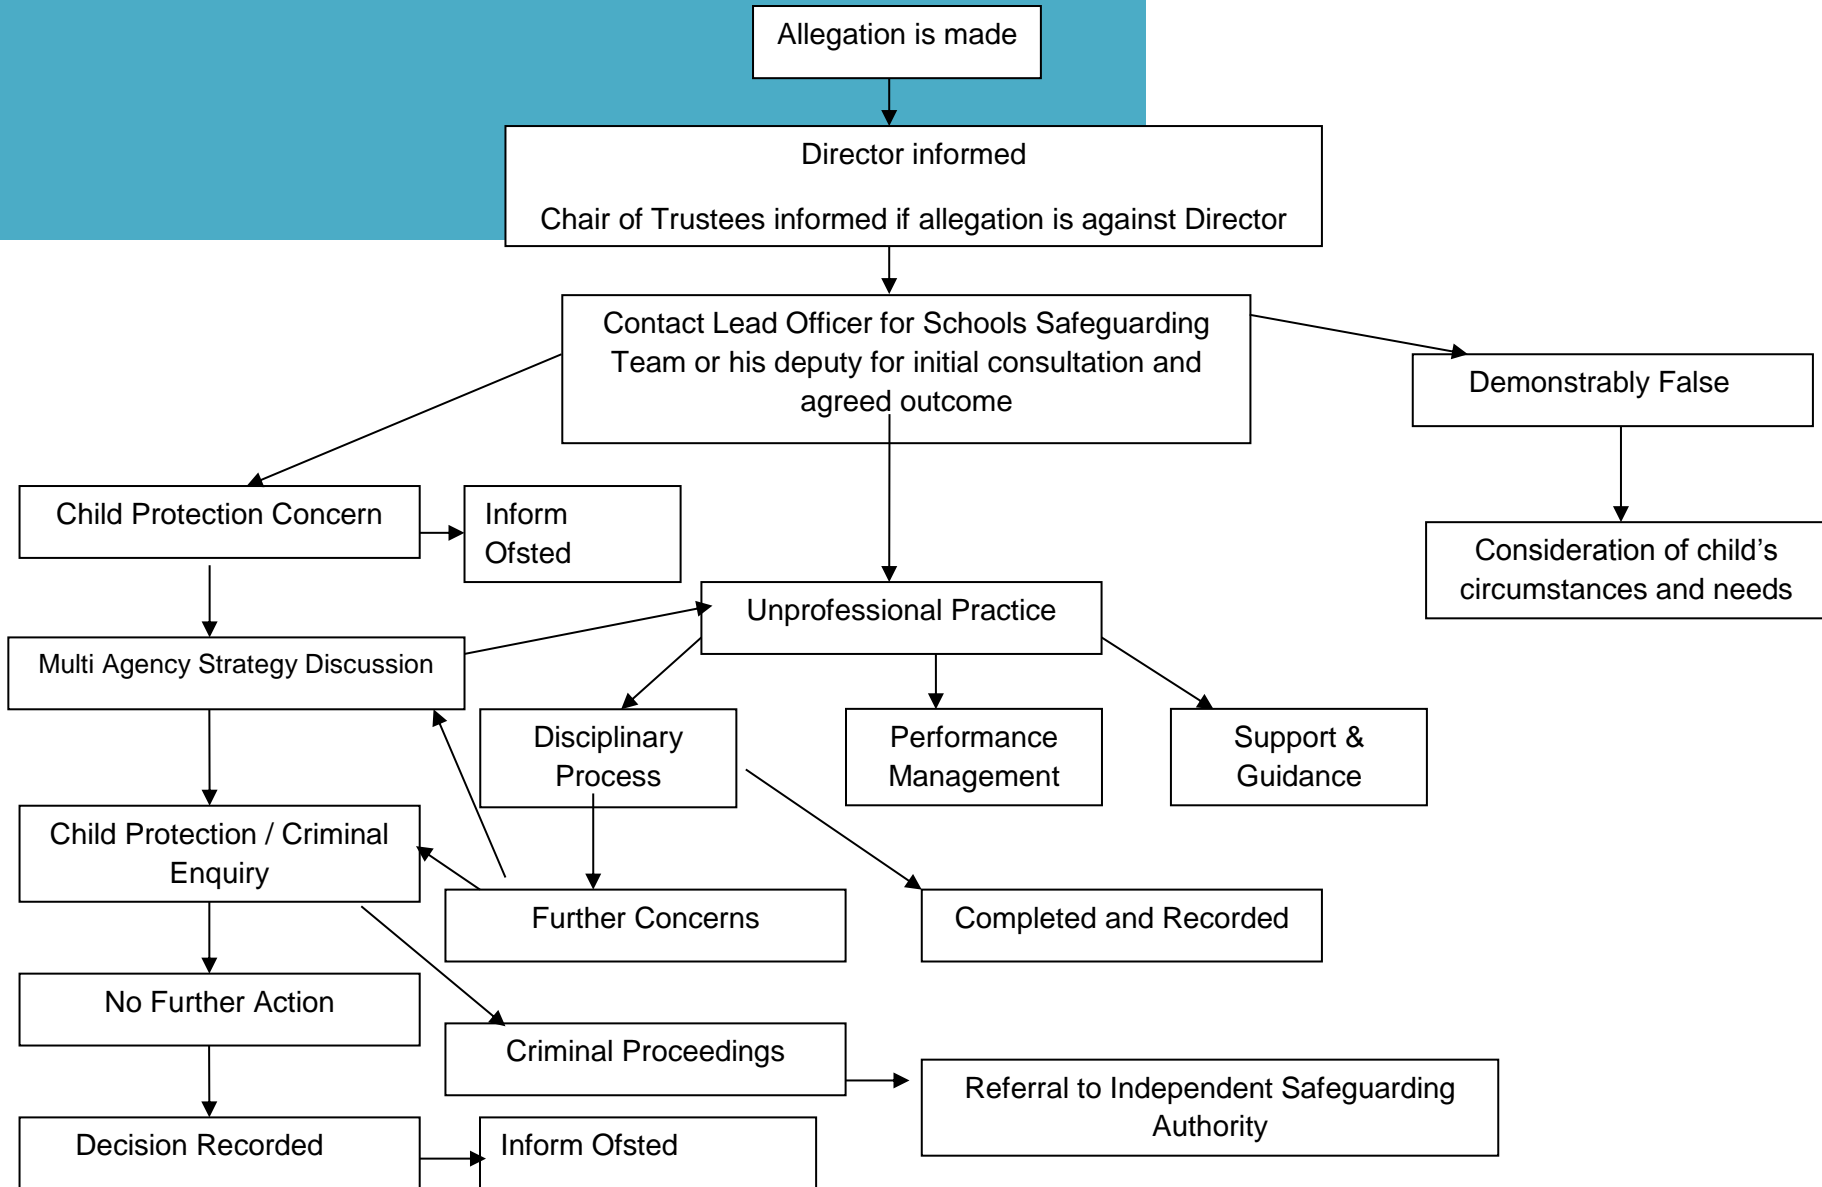 Allegation is made
Director informed
Chair of Trustees informed if allegation is against Director
Contact Lead Officer for Schools Safeguarding
Team or his deputy for initial consultation and
agreed outcome
Demonstrably False
Child Protection Concern
Inform
Ofsted
Consideration of child’s
circumstances and needs
Unprofessional Practice
Multi Agency Strategy Discussion
Disciplinary
Process
Performance
Management
Support &
Guidance
Child Protection / Criminal
Enquiry
Further Concerns
Completed and Recorded
No Further Action
Criminal Proceedings
Referral to Independent Safeguarding
Authority
Decision Recorded
Inform Ofsted